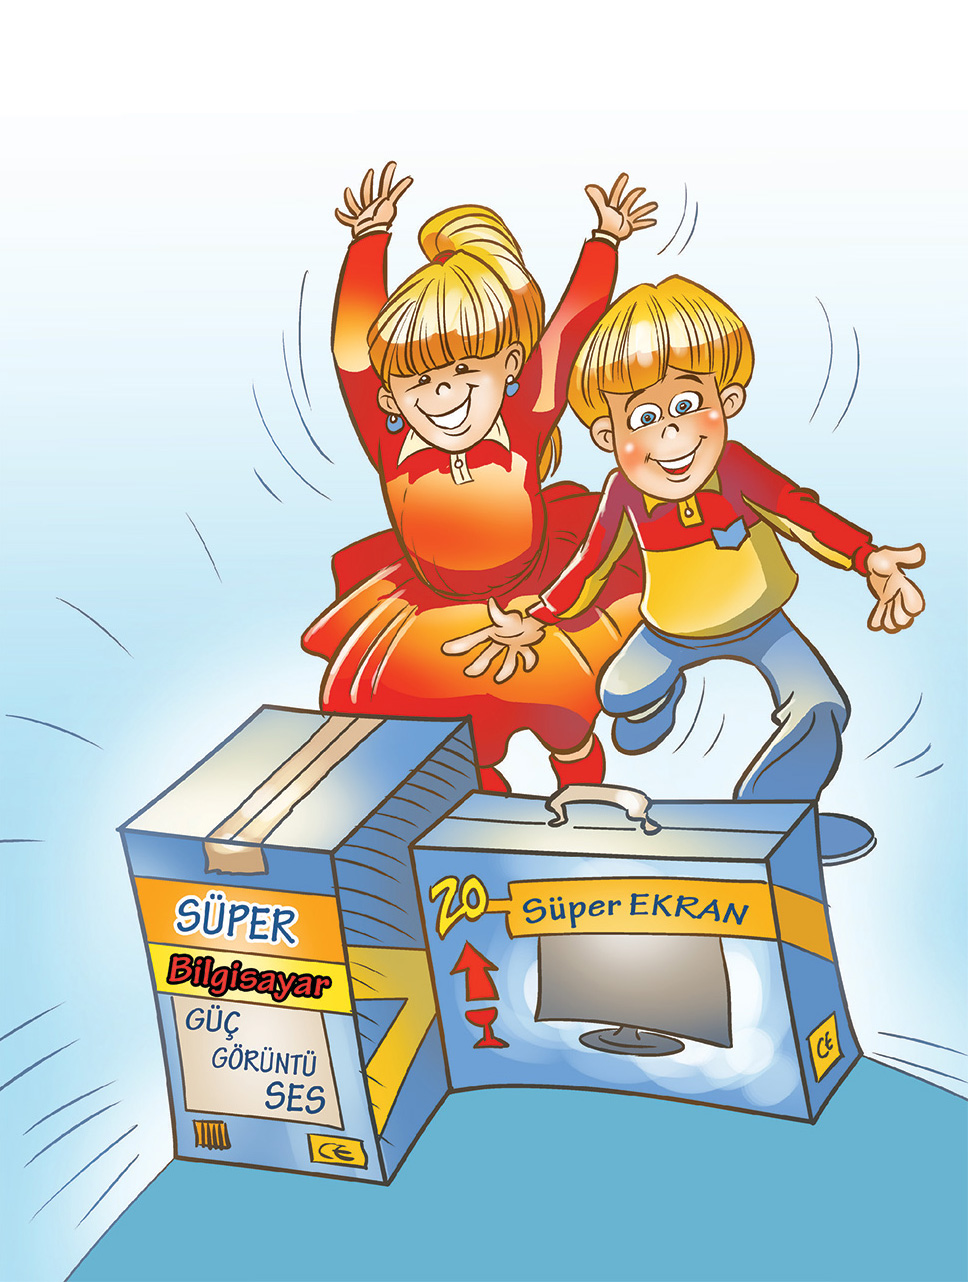 SÜPER
Bilgisayar
GÜÇ
GÖRÜNTÜ
SES
CE
20
Süper EKRAN
CE